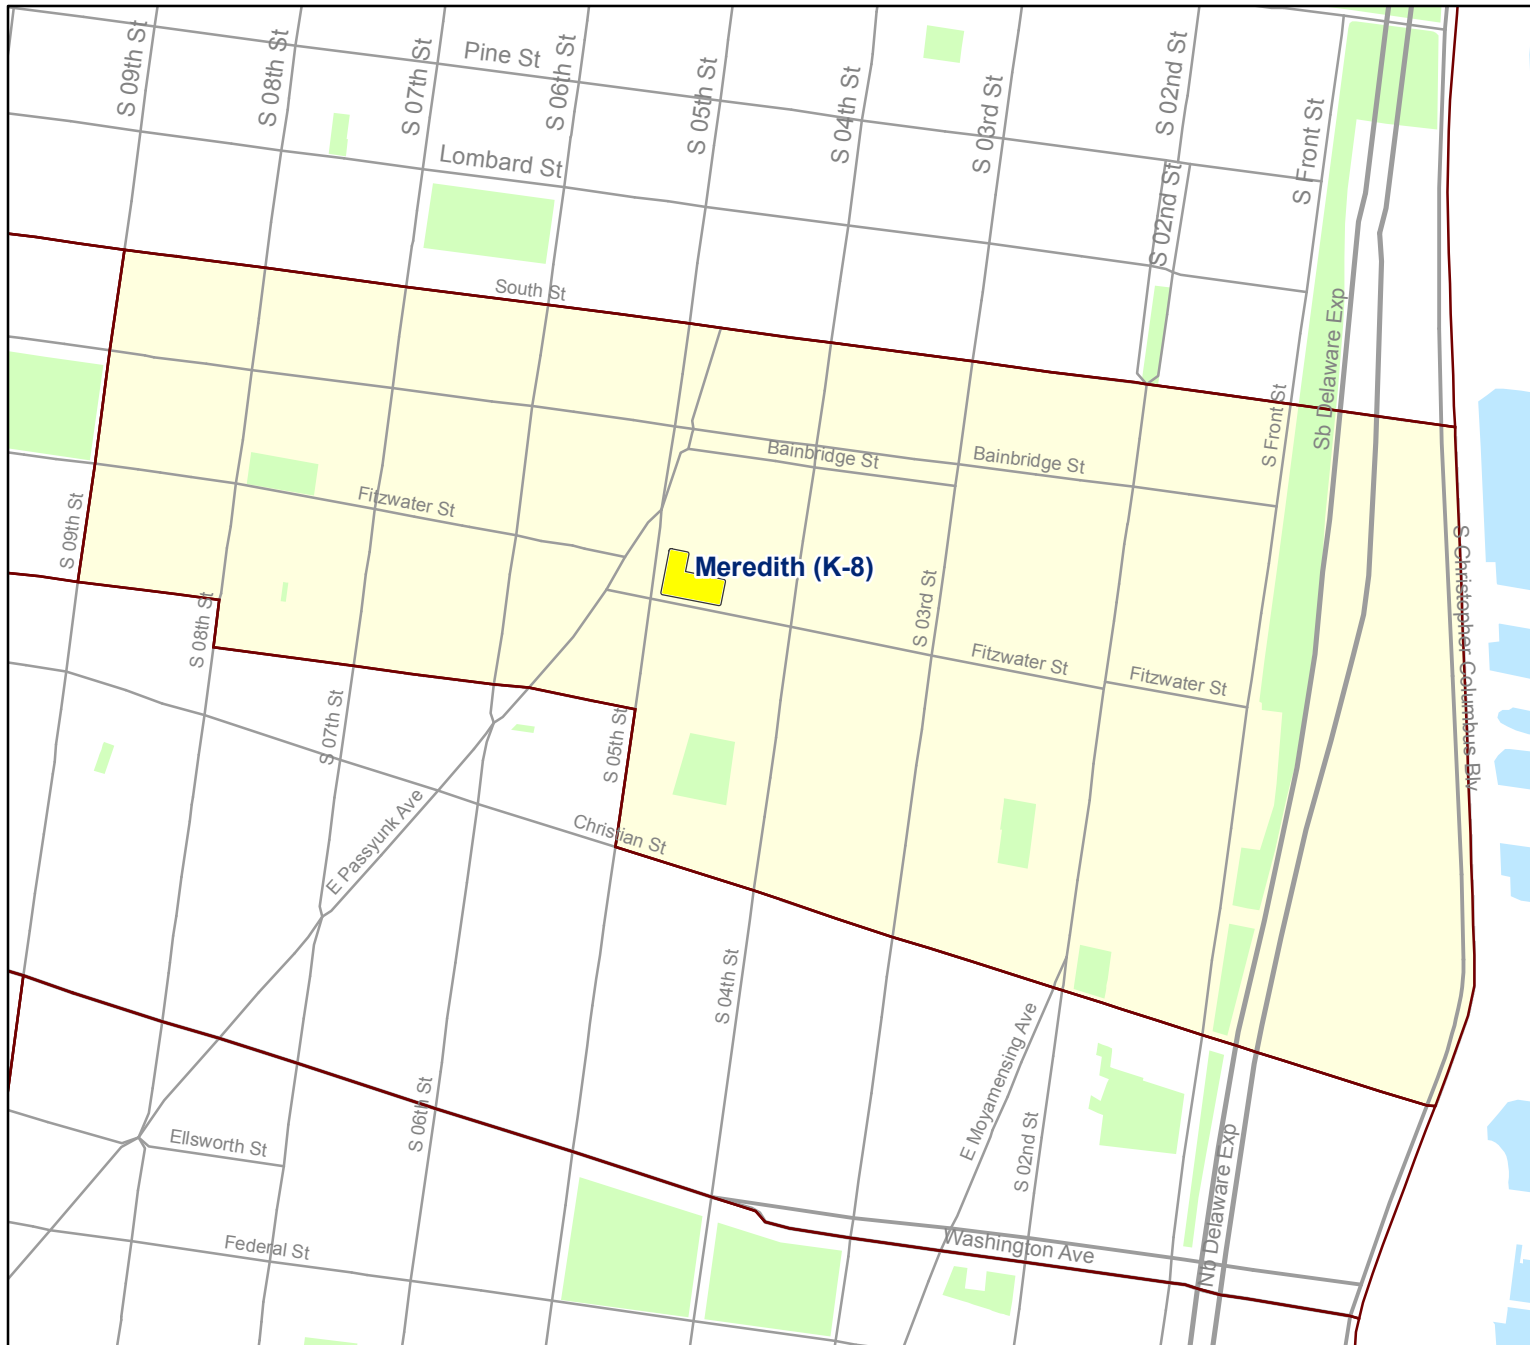 S 09th St
S 08th St
S 07th St
Pine St
S 06th St
S 05th St
S 04th St
S 03rd St
S 02nd St
S Front St
Lombard St
S 02nd St
South St
Sb Delaware Exp
S Front St
Bainbridge St
Bainbridge St
Fitzwater St
S 09th St
Meredith (K-8)
S Christopher Columbus Blv
S 08th St
S 03rd St
Fitzwater St
Fitzwater St
S 07th St
S 05th St
E Passyunk Ave
Christian St
S 04th St
E Moyamensing Ave
S 06th St
S 02nd St
Ellsworth St
Nb Delaware Exp
Federal St
Washington Ave